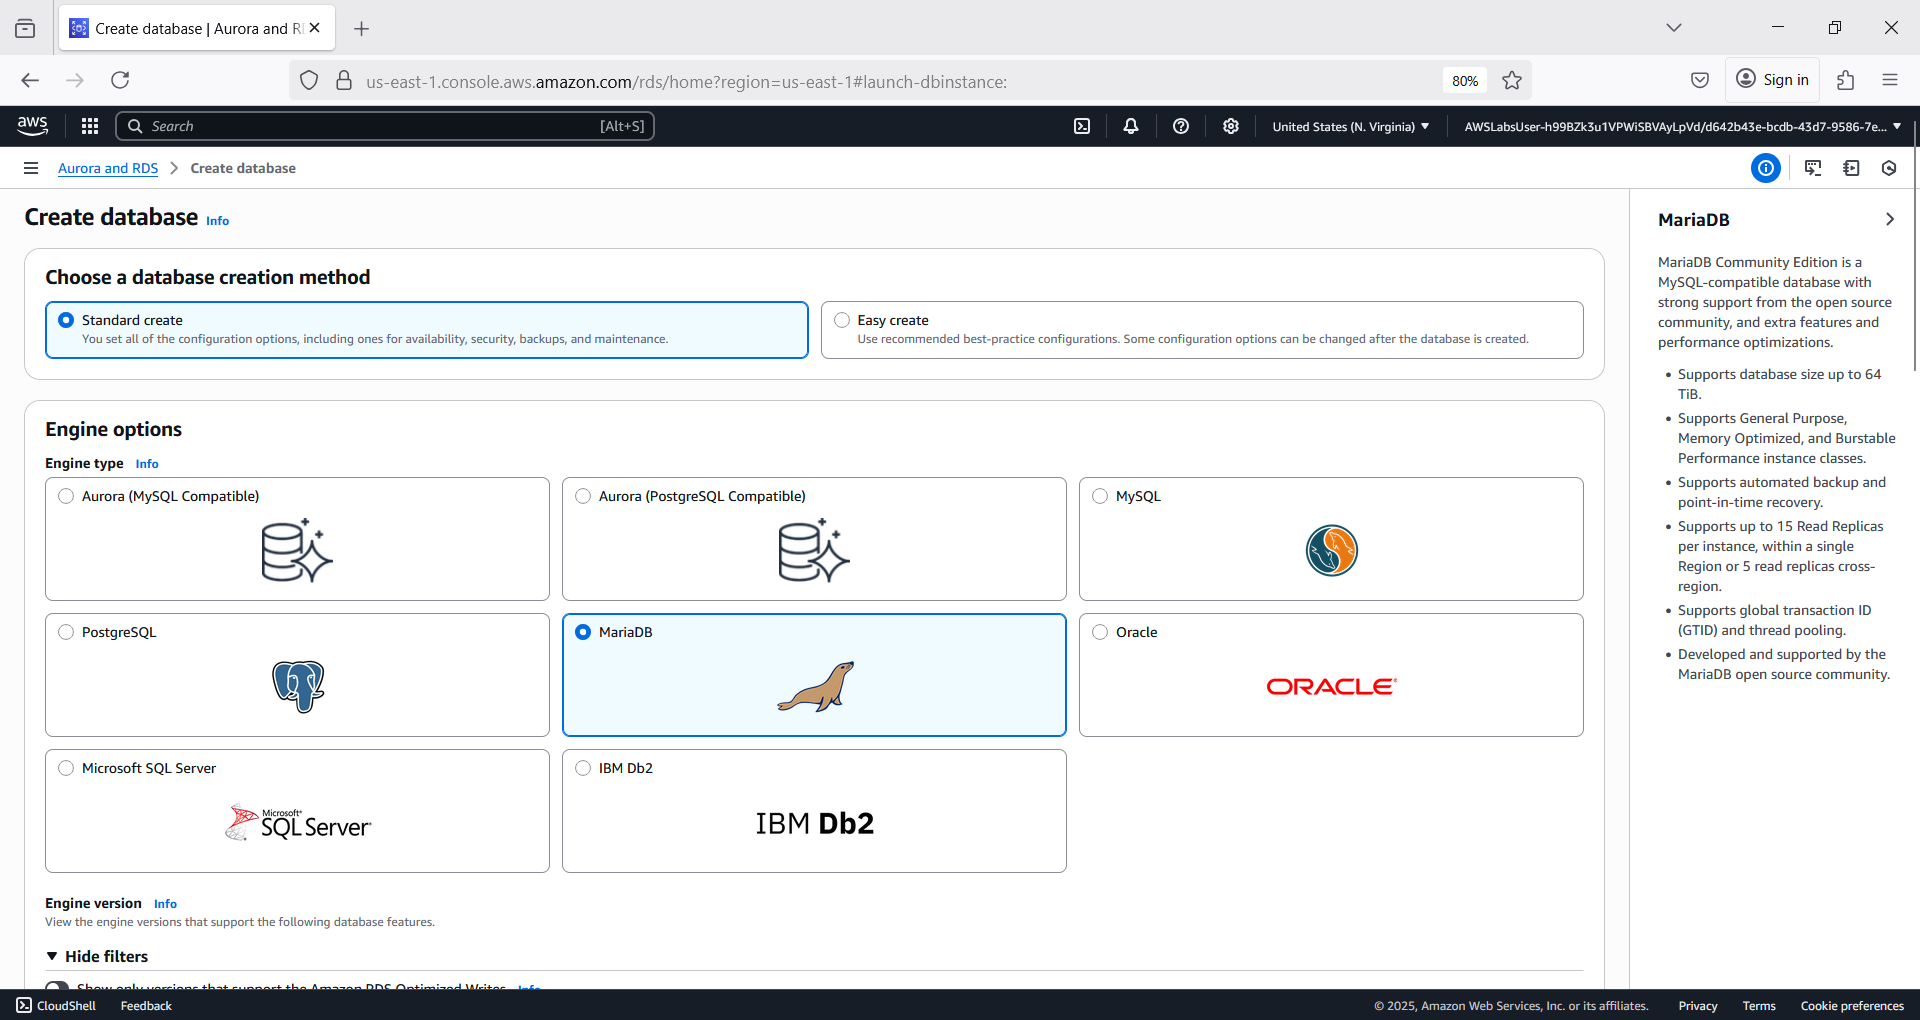 Create database | Aurora and R
us-east-1.console.aws.amazon.com/rds/home?region=us-east-1#launch-dbinstance:
80%
Sign in
aws
Search
[Alt+S]
United States (N. Virginia)
AWSLabsUser-h99BZk3u1VPWiSBVAyLpVd/d642b43e-bcdb-43d7-9586-7e...
Aurora and RDS
Create database
Create database Info
Choose a database creation method
Standard create
You set all of the configuration options, including ones for availability, security, backups, and maintenance.
Easy create
Use recommended best-practice configurations. Some configuration options can be changed after the database is created.
Engine options
Engine type Info
Aurora (MySQL Compatible)
Aurora (PostgreSQL Compatible)
MySQL
PostgreSQL
MariaDB
Oracle
ORACLE
Microsoft SQL Server
Microsoft
SQL Server
IBM Db2
IBM Db2
Engine version Info
View the engine versions that support the following database features.
Hide filters
Show only versions that support the Amazon RDS Optimized Writes Info
MariaDB
MariaDB Community Edition is a
MySQL-compatible database with
strong support from the open source
community, and extra features and
performance optimizations.
• Supports database size up to 64
TiB.
• Supports General Purpose,
Memory Optimized, and Burstable
Performance instance classes.
• Supports automated backup and
point-in-time recovery.
• Supports up to 15 Read Replicas
per instance, within a single
Region or 5 read replicas cross-
region.
• Supports global transaction ID
(GTID) and thread pooling.
• Developed and supported by the
MariaDB open source community.
CloudShell
Feedback
© 2025, Amazon Web Services, Inc. or its affiliates.
Privacy
Terms
Cookie preferences